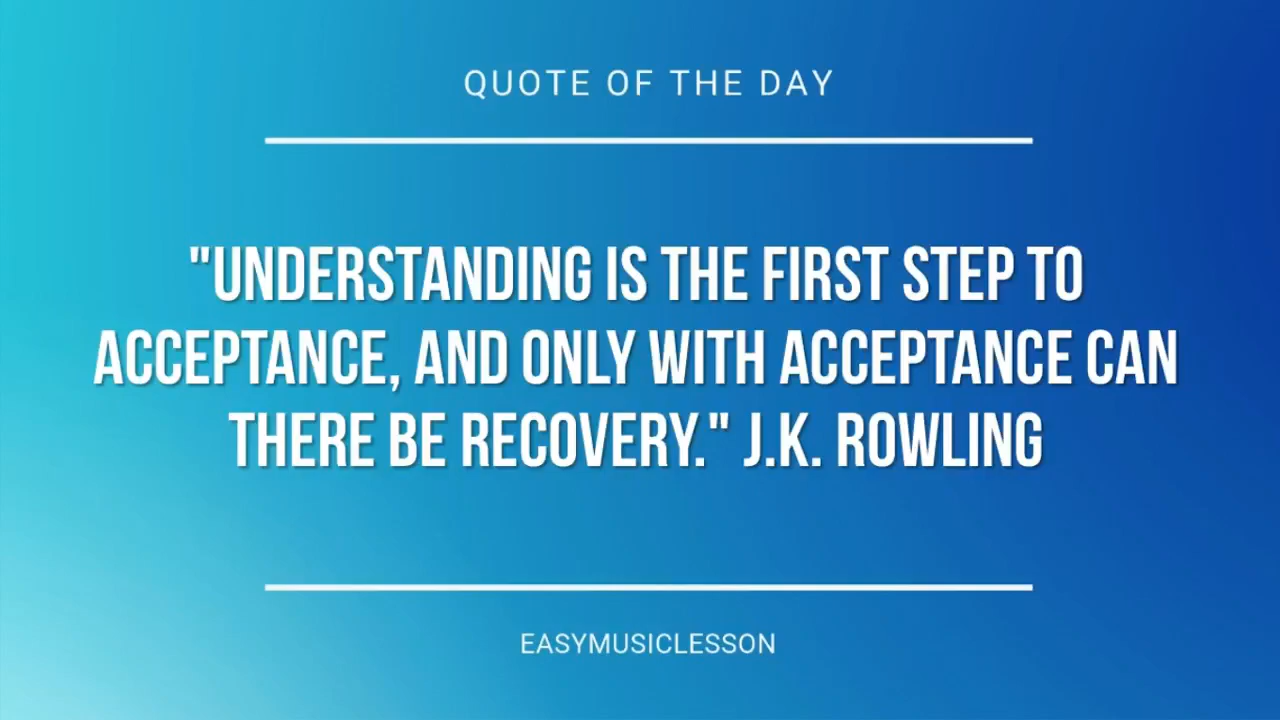 QUOTE OF THE DAY
"UNDERSTANDING IS THE FIRST STEP TO
ACCEPTANCE, AND ONLY WITH ACCEPTANCE CAN
THERE BE RECOVERY." J.K. ROWLING
EASYMUSICLESSON